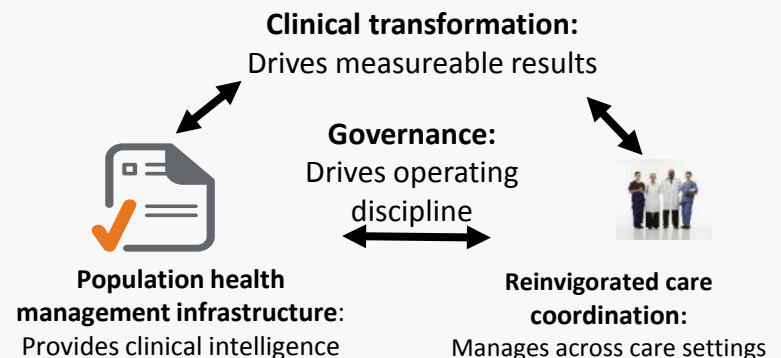 Clinical transformation:
Drives measureable results
Governance:
Drives operating
discipline
Population health
management infrastructure:
Provides clinical intelligence
Reinvigorated care
coordination:
Manages across care settings